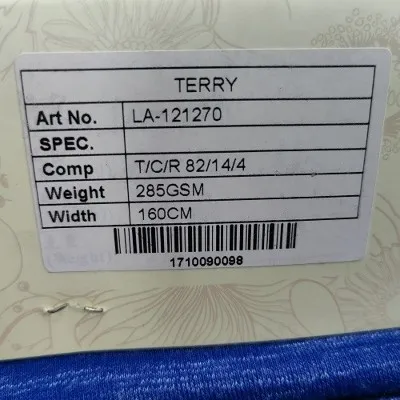 TERRY
Art No. LA-121270
SPEC.
Comp T/C/R 82/14/4
Weight 285GSM
Width 160CM
1710090098